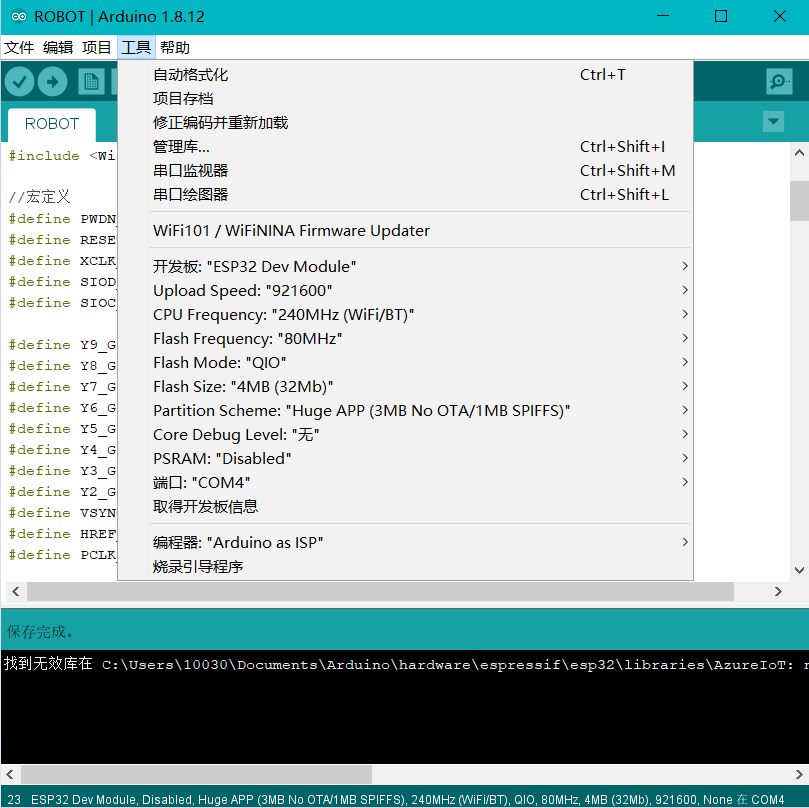 ROBOT | Arduino 1.8.12
文件 编辑 项目 工具 帮助
ROBOT
自动格式化 Ctrl+T
项目存档
修正编码并重新加载
管理库... Ctrl+Shift+I
串口监视器 Ctrl+Shift+M
串口绘图器 Ctrl+Shift+L
WiFi101 / WiFiNINA Firmware Updater
开发板: "ESP32 Dev Module"
Upload Speed: "921600"
CPU Frequency: "240MHz (WiFi/BT)"
Flash Frequency: "80MHz"
Flash Mode: "QIO"
Flash Size: "4MB (32Mb)"
Partition Scheme: "Huge APP (3MB No OTA/1MB SPIFFS)"
Core Debug Level: "无"
PSRAM: "Disabled"
端口: "COM4"
取得开发板信息
编程器: "Arduino as ISP"
烧录引导程序
#include <Wi
//宏定义
#define PWDN
#define RESE
#define XCLK
#define SIOD
#define SIOC
#define Y9_G
#define Y8_G
#define Y7_G
#define Y6_G
#define Y5_G
#define Y4_G
#define Y3_G
#define Y2_G
#define VSYN
#define HREF
#define PCLK
保存完成。
找到无效库在 C:\Users\10030\Documents\Arduino\hardware\espressif\esp32\libraries\AzureIoT:
23 ESP32 Dev Module, Disabled, Huge APP (3MB No OTA/1MB SPIFFS), 240MHz (WiFi/BT), QIO, 80MHz, 4MB (32Mb), 921600, None 在 COM4